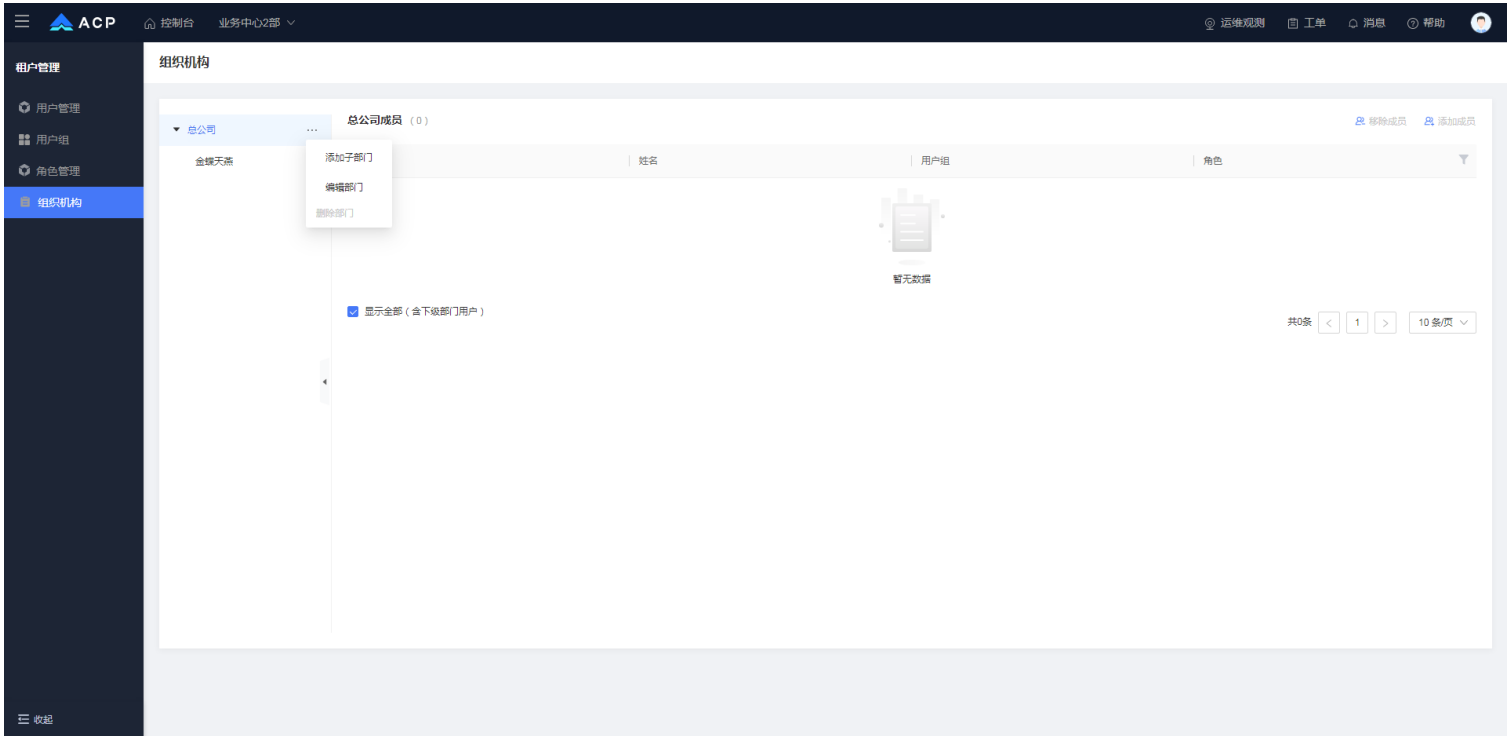 ACP 控制台 业务中心2部 运维观测 工单 消息 帮助
租户管理
组织机构
用户管理
用户组
角色管理
组织机构
总公司 ...
金蝶天燕
添加子部门
编辑部门
删除部门
总公司成员 ( 0 ) 移除成员 添加成员
姓名 用户组 角色
暂无数据
显示全部 ( 含下级部门用户 )
共0条 < 1 > 10 条/页
收起